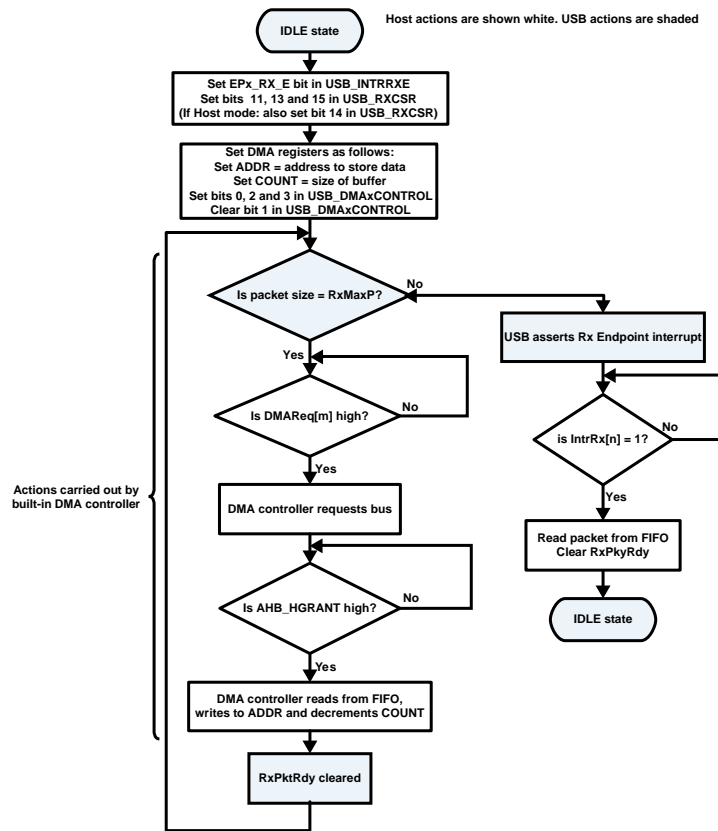 IDLE state
Host actions are shown white. USB actions are shaded
Set EPx_RX_E bit in USB_INTRRXE
Set bits 11, 13 and 15 in USB_RXCSR
(If Host mode: also set bit 14 in USB_RXCSR)
Set DMA registers as follows:
Set ADDR = address to store data
Set COUNT = size of buffer
Set bits 0, 2 and 3 in USB_DMAxCONTROL
Clear bit 1 in USB_DMAxCONTROL
Is packet size = RxMaxP?
No
Yes
USB asserts Rx Endpoint interrupt
Is DMAReq[m] high?
No
Yes
is IntrRx[n] = 1?
No
Yes
Actions carried out by
built-in DMA controller
DMA controller requests bus
Read packet from FIFO
Clear RxPkyRdy
Is AHB_HGRANT high?
No
Yes
IDLE state
DMA controller reads from FIFO,
writes to ADDR and decrements COUNT
RxPktRdy cleared